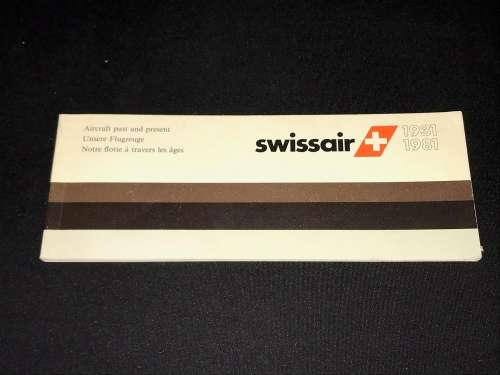 Aircraft past and present
Unsere Flugzeuge
Notre flotte à travers les âges
swissair
1931
1981